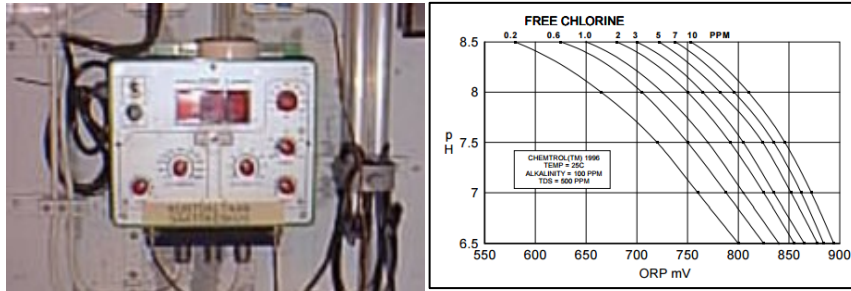 FREE CHLORINE
0.2 0.6 1.0 2 3 5 7 10 PPM
8.5
8
7.5
7
6.5
p
H
CHEMTROL(TM) 1996
TEMP = 25C
ALKALINITY = 100 PPM
TDS = 500 PPM
550 600 650 700 750 800 850 900
ORP mV